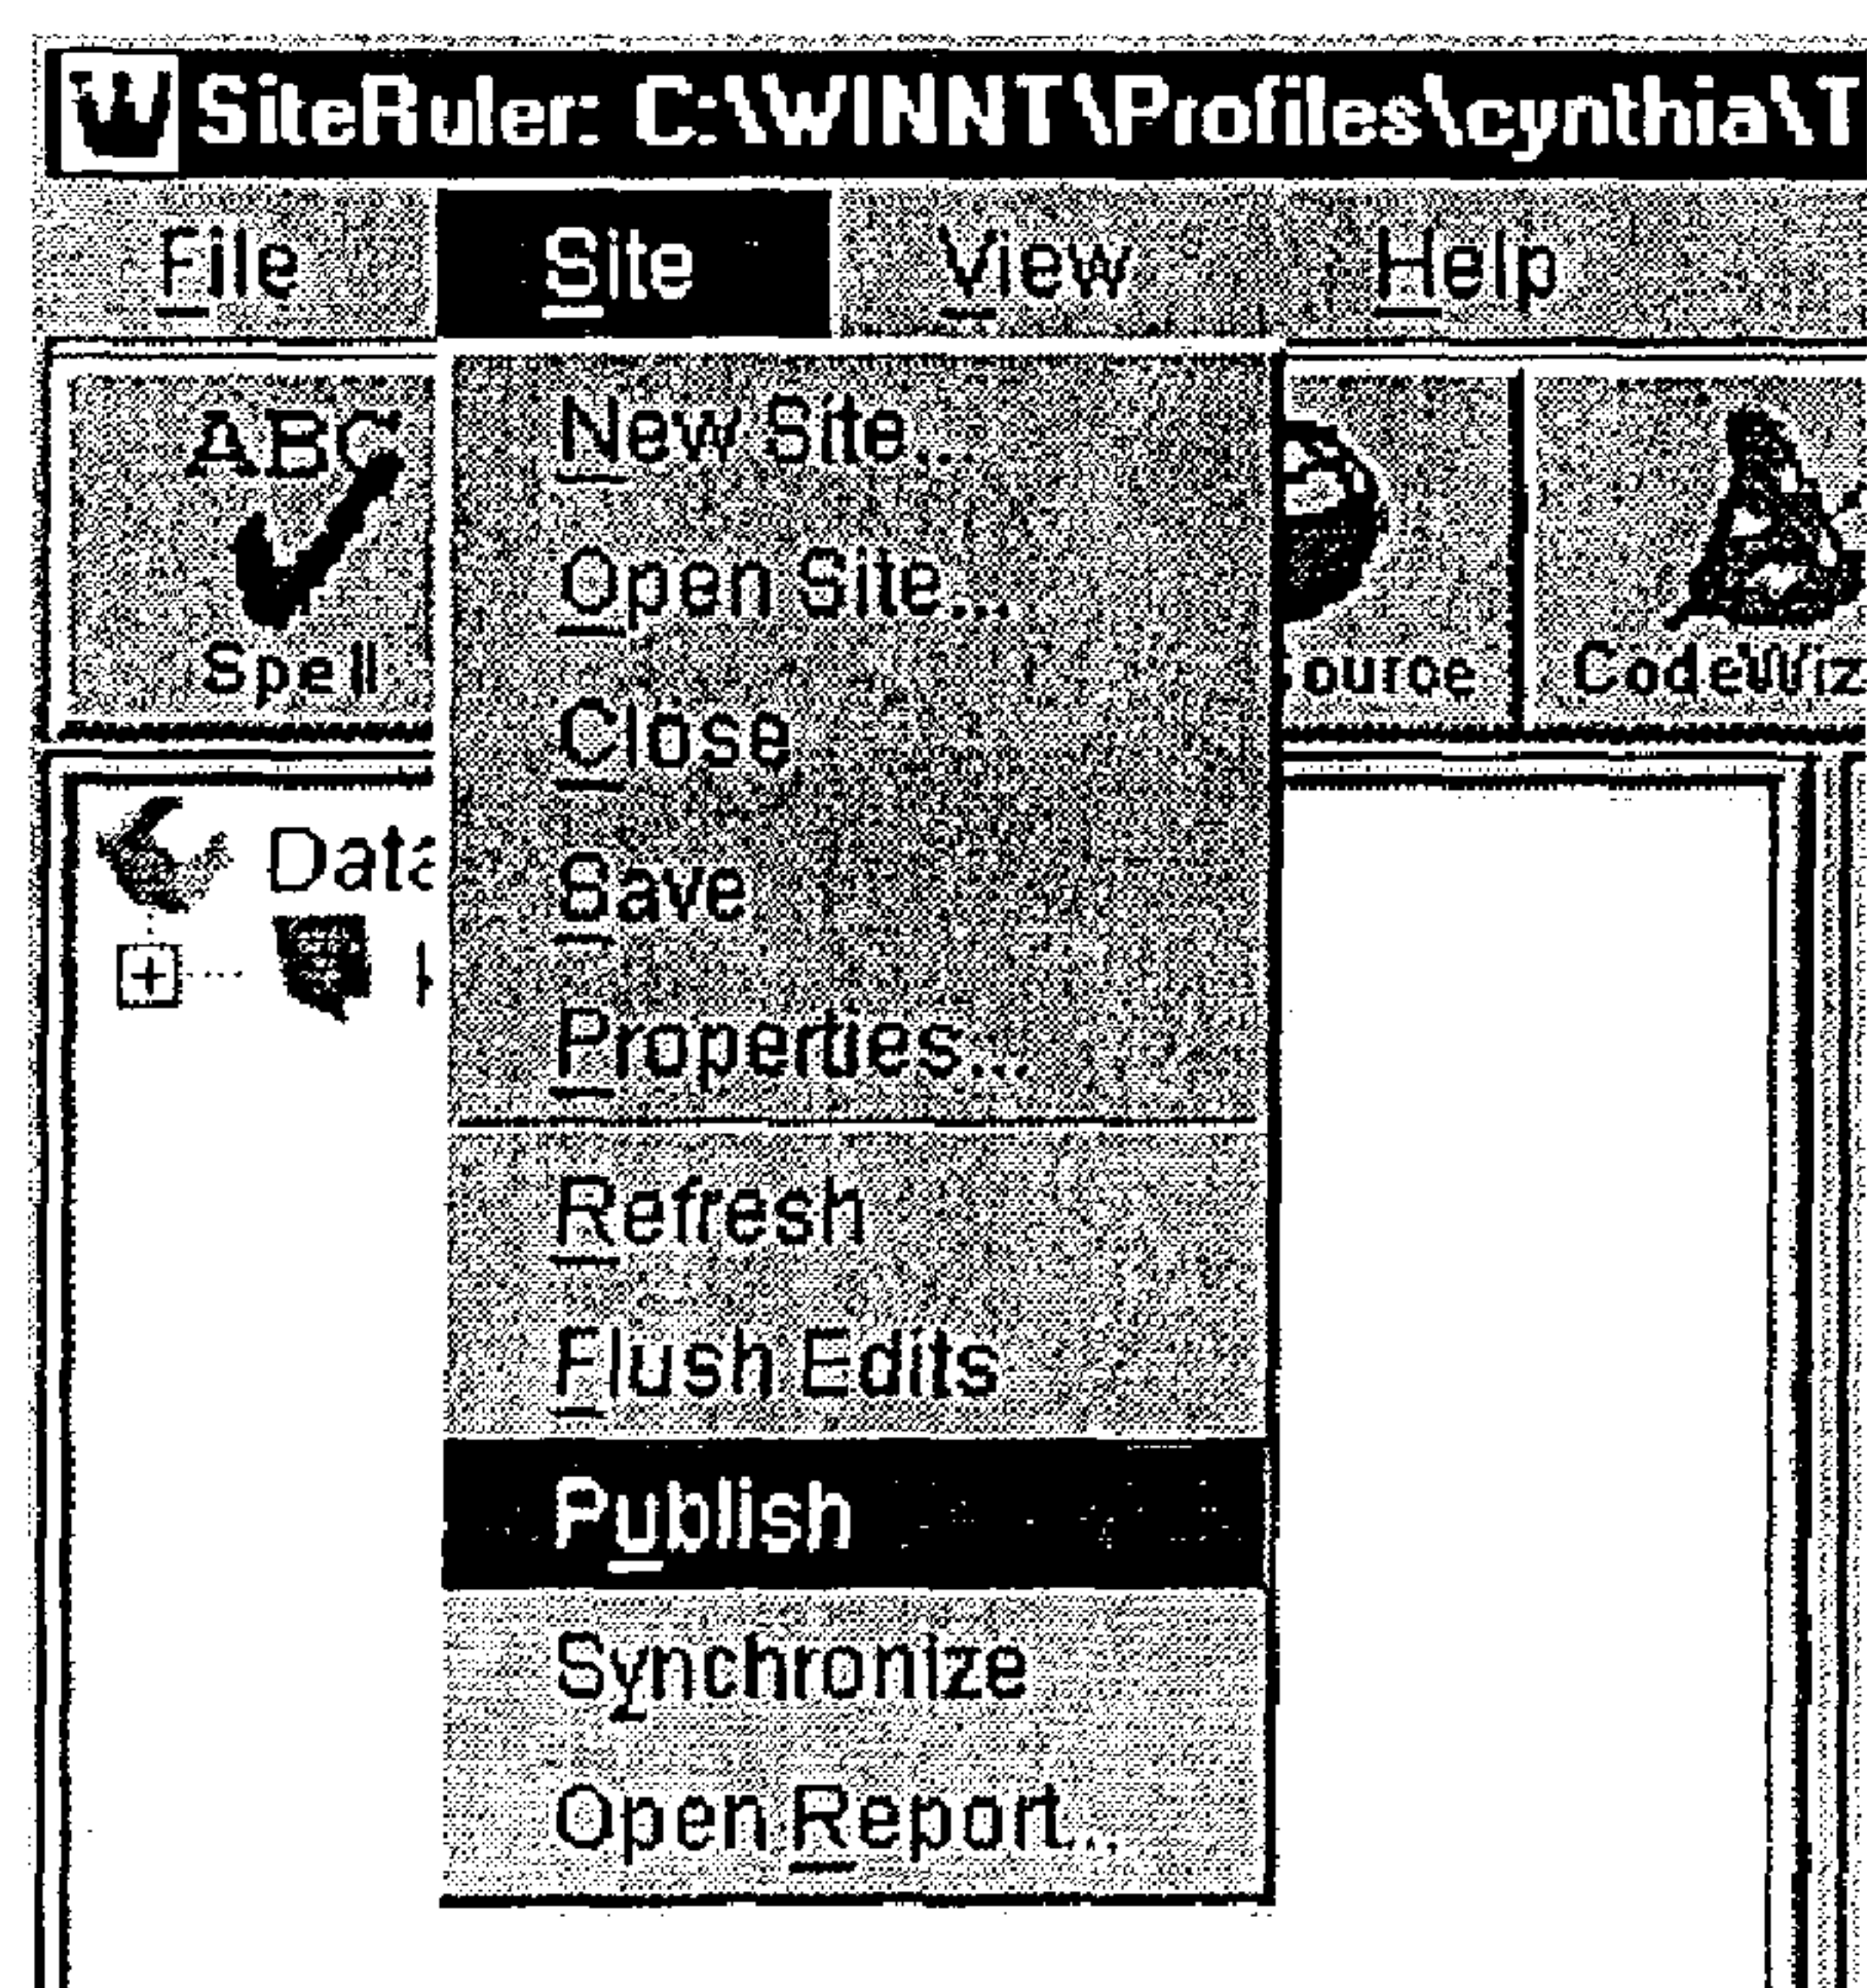 SiteRuler: C:\WINNT\Profiles\cynthia\T
File Site View Help
New Site...
ABC
Open Site...
Spell ource CodeWiz
Close
Data
Save
Properties...
Refresh
Flush Edits
Publish
Synchronize
Open Report...